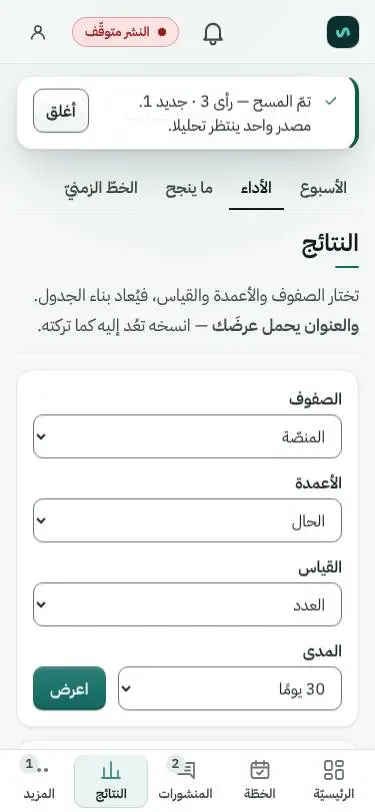 النشر متوقّف
تمّ المسح — رأى 3 · جديد 1.
مصدر واحد ينتظر تحليلا.
أغلق
الأسبوع
الأداء
ما ينجح
الخطّ الزمنيّ
النتائج
تختار الصفوف والأعمدة والقياس، فيُعاد بناء الجدول.
والعنوان يحمل عرضَك — انسخه تعُد إليه كما تركته.
الصفوف
المنصّة
الأعمدة
الحال
القياس
العدد
المدى
30 يومًا
اعرض
الرئيسيّة
الخطّة
2
المنشورات
النتائج
1
المزيد